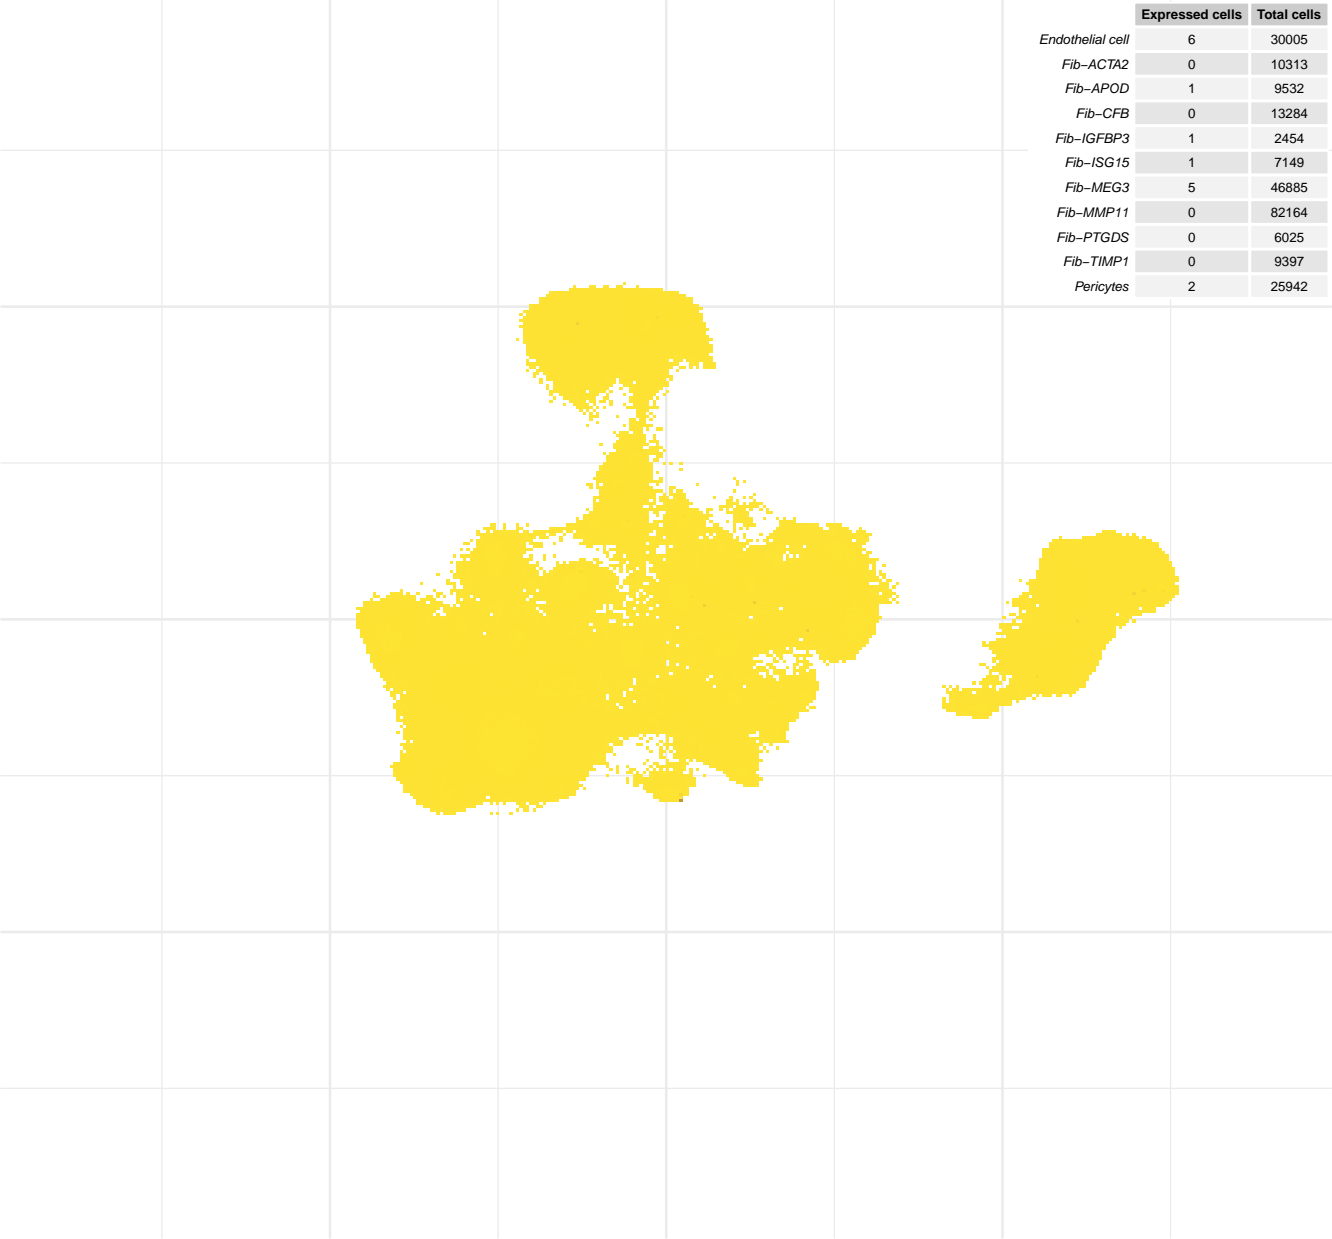 Expressed cells Total cells
Endothelial cell 6 30005
Fib−ACTA2 0 10313
Fib−APOD 1 9532
Fib−CFB 0 13284
Fib−IGFBP3 1 2454
Fib−ISG15 1 7149
Fib−MEG3 5 46885
Fib−MMP11 0 82164
Fib−PTGDS 0 6025
Fib−TIMP1 0 9397
Pericytes 2 25942